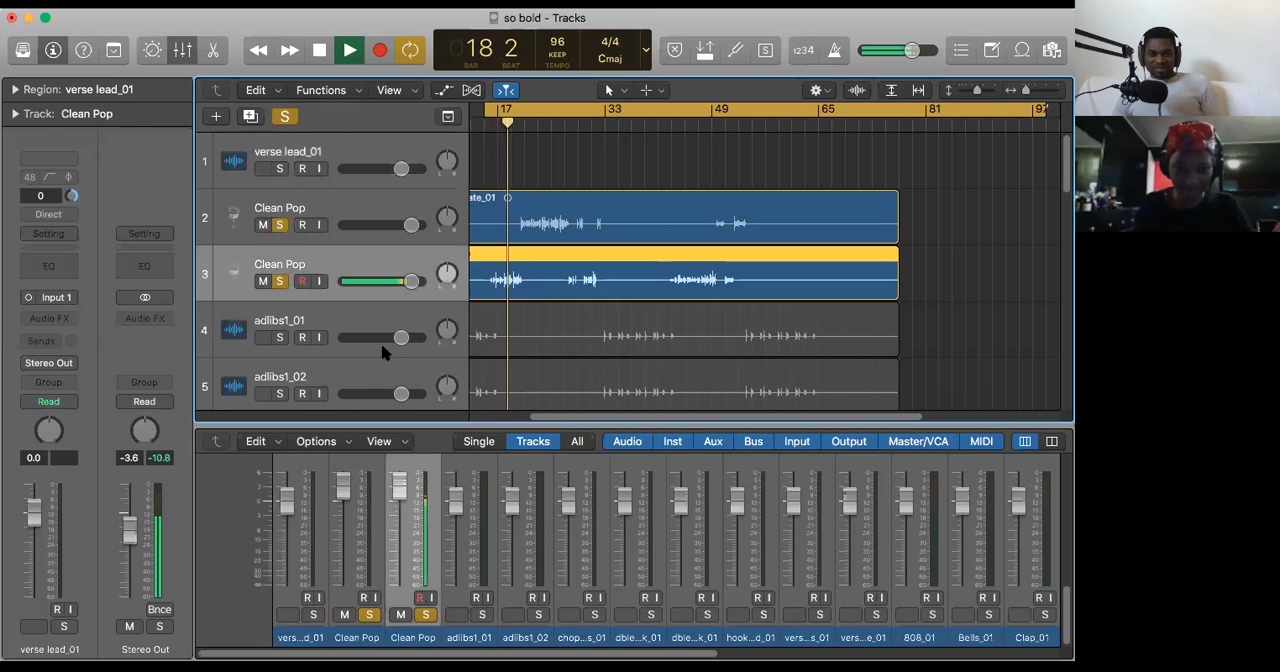 so bold - Tracks
18 2
BAR BEAT
96
KEEP
TEMPO
4/4
Cmaj
1234
S
Region: verse lead_01
Track: Clean Pop
Edit Functions View
S
17 33 49 65 81 97
1 verse lead_01
S R I
2 Clean Pop
M S R I
3 Clean Pop
M S R I
4 adlibs1_01
S R I
5 adlibs1_02
S R I
ate_01
48
0
Direct
Setting Setting
EQ EQ
Input 1
Audio FX Audio FX
Sends
Stereo Out
Group Group
Read Read
0.0 -3.6 -10.8
R I Bnce
S M S
verse lead_01 Stereo Out
Edit Options View Single Tracks All Audio Inst Aux Bus Input Output Master/VCA MIDI
R I R I R I R I R I R I R I R I R I R I R I R I R I R I
S M S M S S S S S S S S S S S S
vers...d_01 Clean Pop Clean Pop adlibs1_01 adlibs1_02 chop...s_01 dble...k_01 dble...k_01 hook...d_01 vers...s_01 vers...e_01 808_01 Bells_01 Clap_01